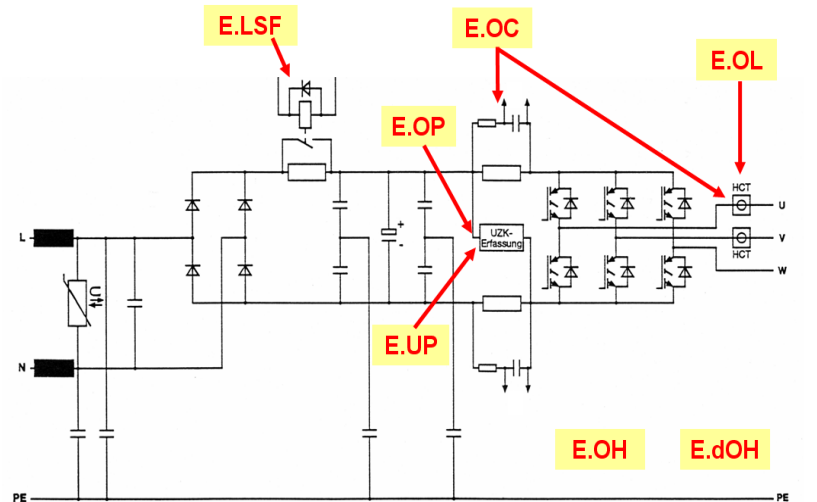 E.LSF
E.OC
E.OL
E.OP
HCT
U
L
+
-
UZK-
Erfassung
V
HCT
W
U
E.UP
N
E.OH
E.dOH
PE
PE